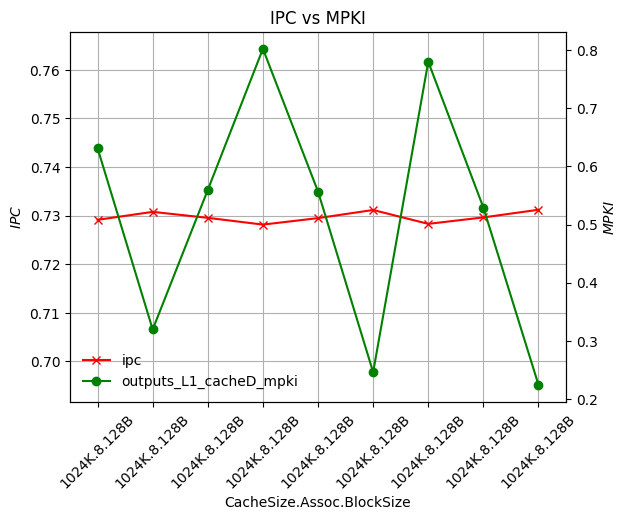 IPC vs MPKI
0.76
0.75
0.74
0.73
0.72
0.71
0.70
IPC
0.8
0.7
0.6
0.5
0.4
0.3
0.2
MPKI
ipc
outputs_L1_cacheD_mpki
1024K.8.128B
1024K.8.128B
1024K.8.128B
1024K.8.128B
1024K.8.128B
1024K.8.128B
1024K.8.128B
1024K.8.128B
1024K.8.128B
CacheSize.Assoc.BlockSize